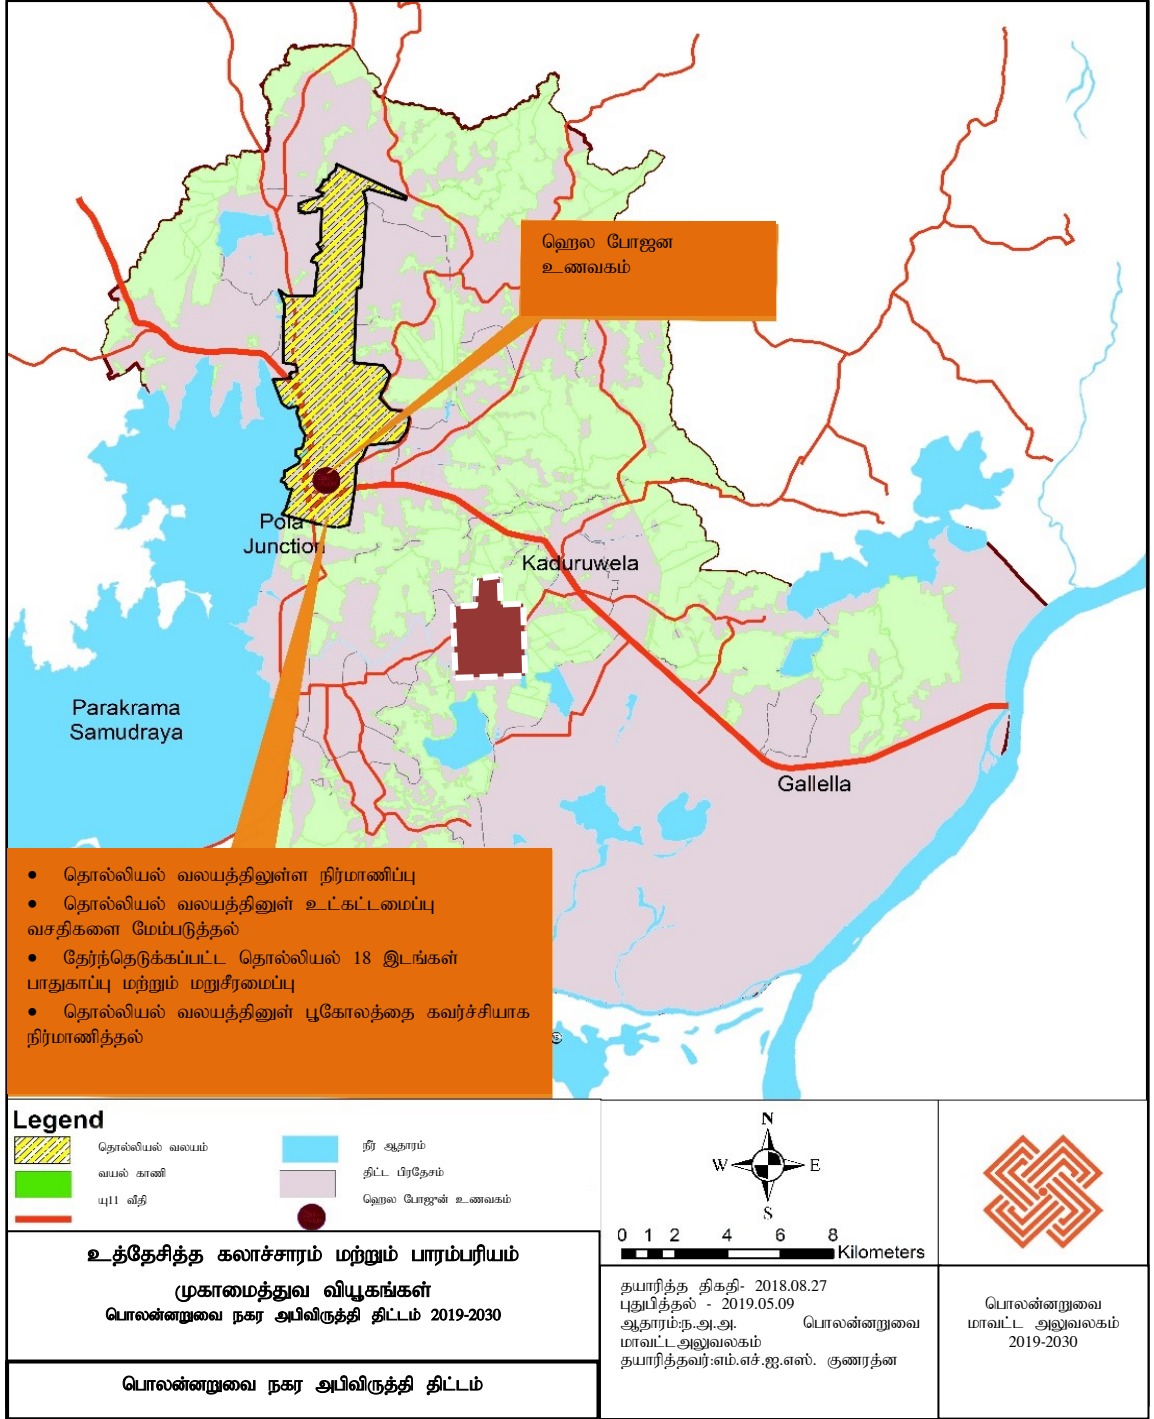 ஹெல போஜன
உணவகம்
Pola
Junction
Kaduruwela
Parakrama
Samudraya
Gallella
• தொல்லியல் வலயத்திலுள்ள நிர்மாணிப்பு
• தொல்லியல் வலயத்தினுள் உட்கட்டமைப்பு
வசதிகளை மேம்படுத்தல்
• தேர்ந்தெடுக்கப்பட்ட தொல்லியல் 18 இடங்கள்
பாதுகாப்பு மற்றும் மறுசீரமைப்பு
• தொல்லியல் வலயத்தினுள் பூகோலத்தை கவர்ச்சியாக
நிர்மாணித்தல்
Legend
தொல்லியல் வலயம்
வயல் காணி
யு11 வீதி
நீர் ஆதாரம்
திட்ட பிரதேசம்
ஹெல போஜுன் உணவகம்
உத்தேசித்த கலாச்சாரம் மற்றும் பாரம்பரியம்
முகாமைத்துவ வியூகங்கள்
பொலன்னறுவை நகர அபிவிருத்தி திட்டம் 2019-2030
பொலன்னறுவை நகர அபிவிருத்தி திட்டம்
N
W E
S
0 1 2 4 6 8
Kilometers
தயாரித்த திகதி- 2018.08.27
புதுபித்தல் - 2019.05.09
ஆதாரம்:ந.அ.அ. பொலன்னறுவை
மாவட்டஅலுவலகம்
தயாரித்தவர்:எம்.எச்.ஐ.எஸ். குணரத்ன
பொலன்னறுவை
மாவட்ட அலுவலகம்
2019-2030